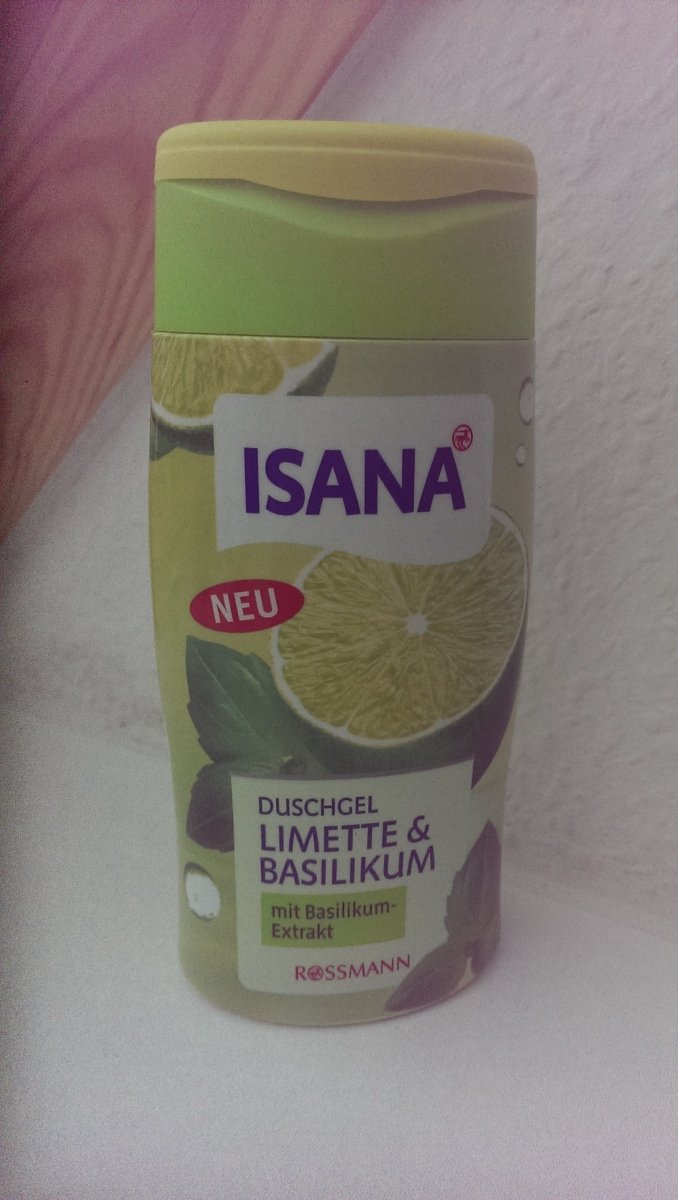 ISANA
NEU
DUSCHGEL
LIMETTE &
BASILIKUM
mit Basilikum-
Extrakt
ROSSMANN